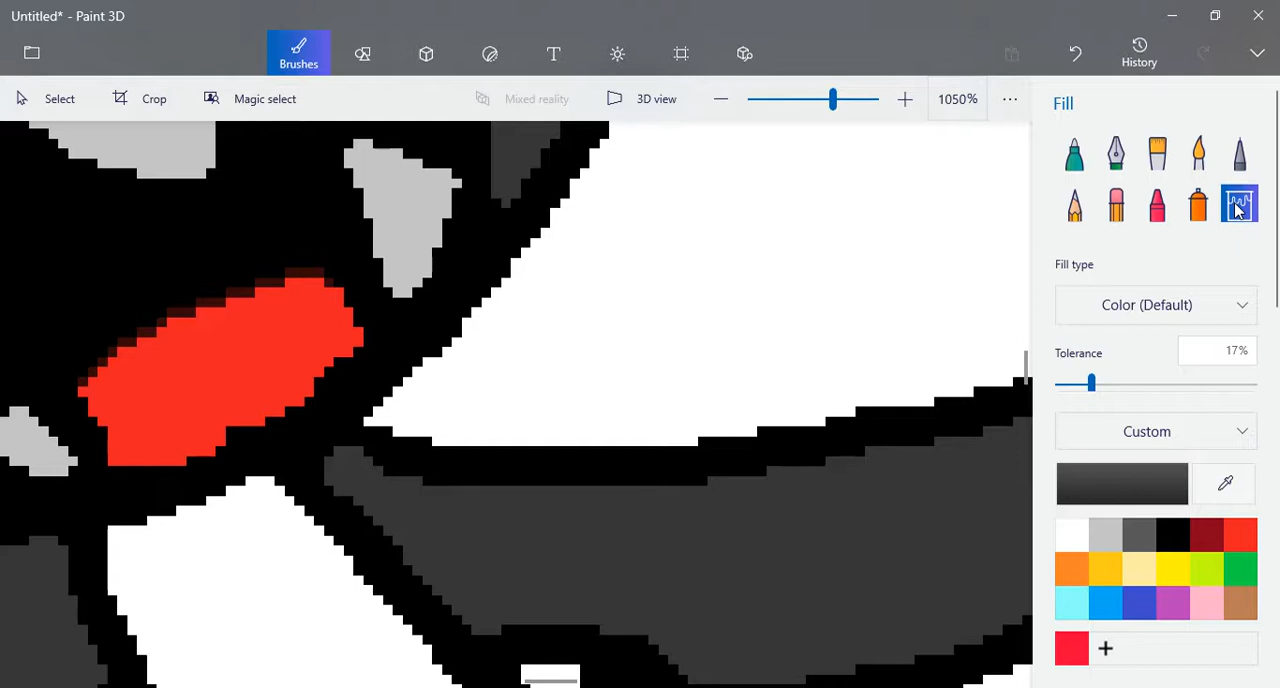 Untitled* - Paint 3D
Brushes
T
History
Select
Crop
Magic select
Mixed reality
3D view
1050%
Fill
Fill type
Color (Default)
Tolerance
17%
Custom